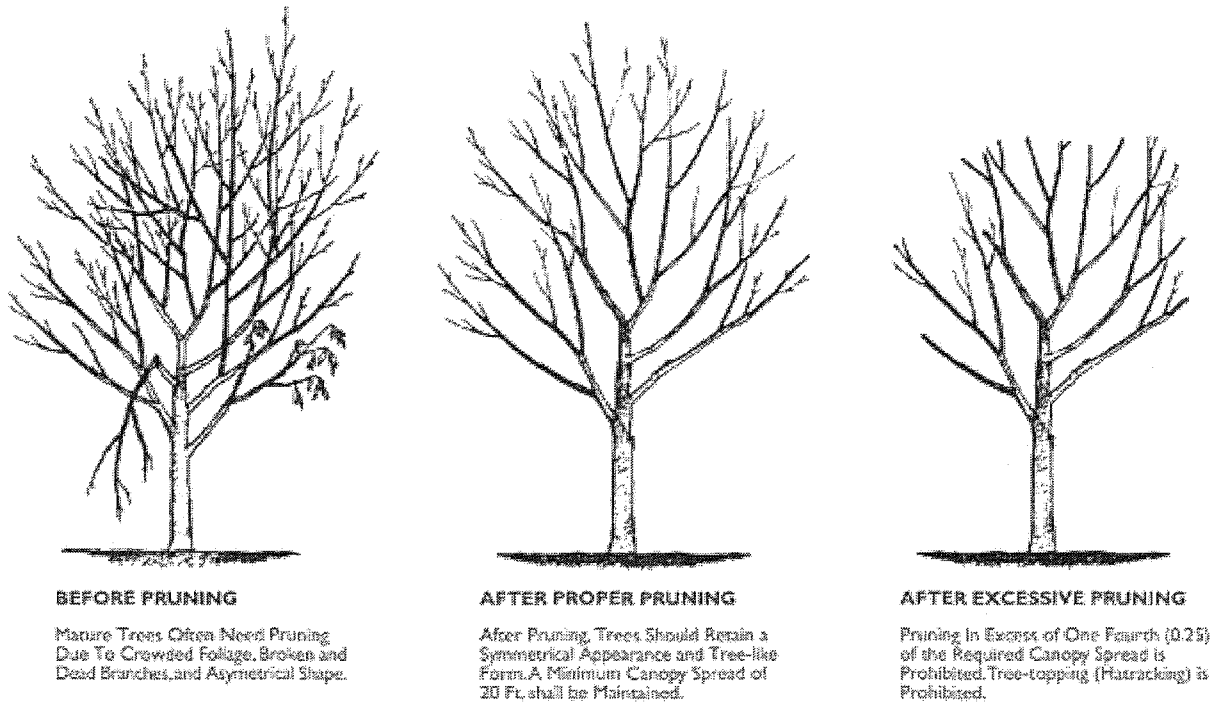 BEFORE PRUNING
Mature Trees Often Need Pruning
Due To Crowded Foliage, Broken and
Dead Branches, and Asymetrical Shape.
AFTER PROPER PRUNING
After Pruning, Trees Should Retain a
Symmetrical Appearance and Tree-like
Form. A Minimum Canopy Spread of
20 Ft. shall be Maintained.
AFTER EXCESSIVE PRUNING
Pruning In Excess of One Fourth (0.25)
of the Required Canopy Spread is
Prohibited. Tree-topping (Hatracking) is
Prohibited.